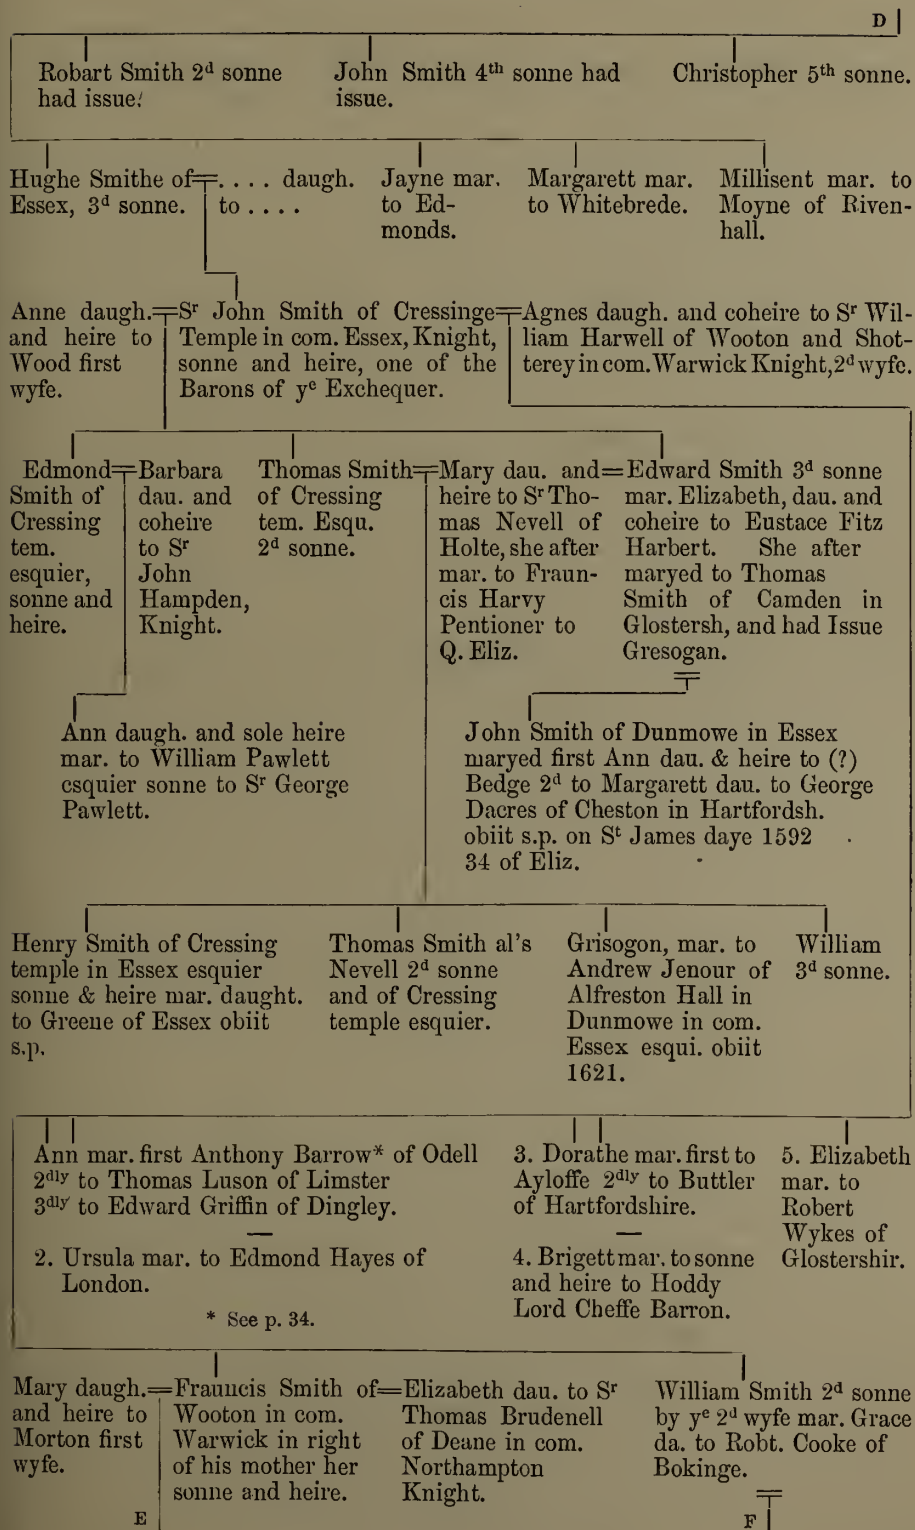 D
Robart Smith 2d sonne
had issue.
John Smith 4th sonne had
issue.
Christopher 5th sonne.
Hughe Smithe of
Essex, 3d sonne.
. . . . daugh.
to . . . .
Jayne mar.
to Ed-
monds.
Margarett mar.
to Whitebrede.
Millisent mar. to
Moyne of Riven-
hall.
Anne daugh.
and heire to
Wood first
wyfe.
Sr John Smith of Cressinge
Temple in com. Essex, Knight,
sonne and heire, one of the
Barons of ye Exchequer.
Agnes daugh. and coheire to Sr Wil-
liam Harwell of Wooton and Shot-
terey in com. Warwick Knight, 2d wyfe.
Edmond
Smith of
Cressing
tem.
esquier,
sonne and
heire.
Barbara
dau. and
coheire
to Sr
John
Hampden,
Knight.
Thomas Smith
of Cressing
tem. Esqu.
2d sonne.
Mary dau. and
heire to Sr Tho-
mas Nevell of
Holte, she after
mar. to Fraun-
cis Harvy
Pentioner to
Q. Eliz.
Edward Smith 3d sonne
mar. Elizabeth, dau. and
coheire to Eustace Fitz
Harbert. She after
maryed to Thomas
Smith of Camden in
Glostersh, and had Issue
Gresogan.
Ann daugh. and sole heire
mar. to William Pawlett
esquier sonne to Sr George
Pawlett.
John Smith of Dunmowe in Essex
maryed first Ann dau. & heire to (?)
Bedge 2d to Margarett dau. to George
Dacres of Cheston in Hartfordsh.
obiit s.p. on St James daye 1592
34 of Eliz.
Henry Smith of Cressing
temple in Essex esquier
sonne & heire mar. daught.
to Greene of Essex obiit
s.p.
Thomas Smith al's
Nevell 2d sonne
and of Cressing
temple esquier.
Grisogon, mar. to
Andrew Jenour of
Alfreston Hall in
Dunmowe in com.
Essex esqui. obiit
1621.
William
3d sonne.
Ann mar. first Anthony Barrow* of Odell
2dly to Thomas Luson of Limster
3dly to Edward Griffin of Dingley.
2. Ursula mar. to Edmond Hayes of
London.
* See p. 34.
3. Dorathe mar. first to
Ayloffe 2dly to Buttler
of Hartfordshire.
4. Brigett mar. to sonne
and heire to Hoddy
Lord Cheffe Barron.
5. Elizabeth
mar. to
Robert
Wykes of
Glostershir.
Mary daugh.
and heire to
Morton first
wyfe.
Frauncis Smith of
Wooton in com.
Warwick in right
of his mother her
sonne and heire.
Elizabeth dau. to Sr
Thomas Brudenell
of Deane in com.
Northampton
Knight.
William Smith 2d sonne
by ye 2d wyfe mar. Grace
da. to Robt. Cooke of
Bokinge.
E
F